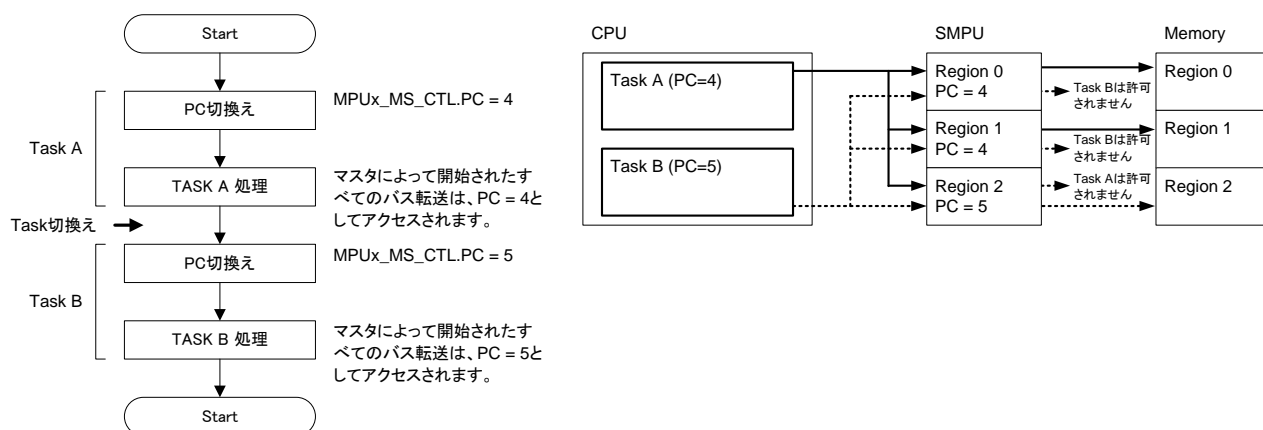 Start
PC切換え
MPUx_MS_CTL.PC = 4
Task A
TASK A 処理
マスタによって開始されたす
べてのバス転送は、PC = 4と
してアクセスされます。
Task切換え
PC切換え
MPUx_MS_CTL.PC = 5
Task B
TASK B 処理
マスタによって開始されたす
べてのバス転送は、PC = 5と
してアクセスされます。
Start
CPU
Task A (PC=4)
Task B (PC=5)
SMPU
Region 0
PC = 4
Region 1
PC = 4
Region 2
PC = 5
Task Bは許可
されません
Task Bは許可
されません
Task Aは許可
されません
Memory
Region 0
Region 1
Region 2